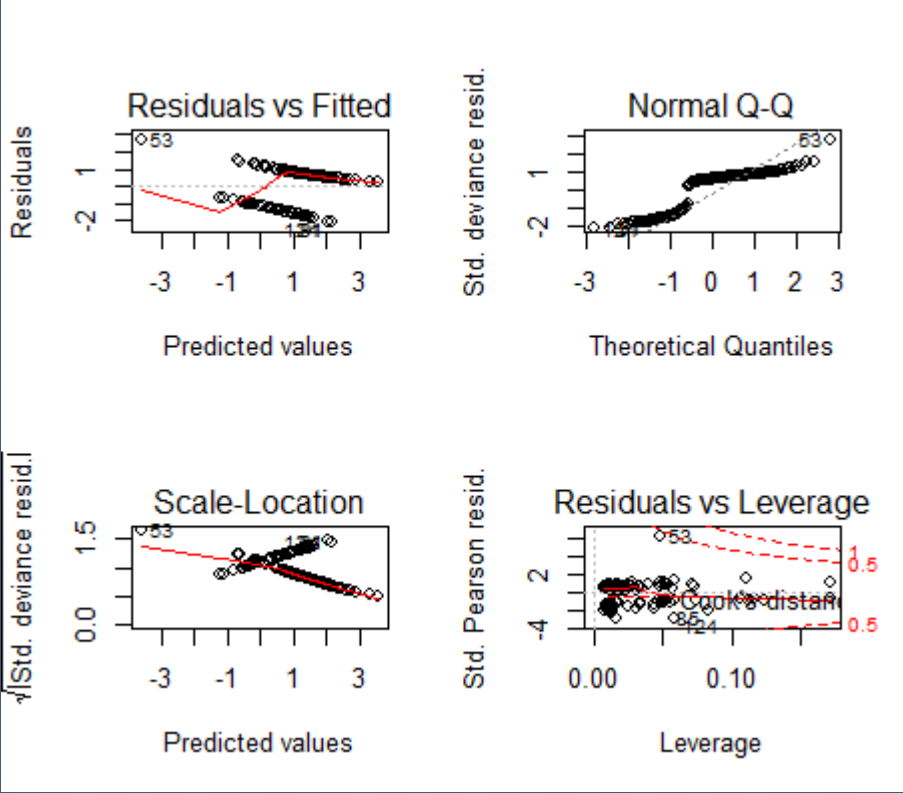 Residuals vs Fitted
Residuals
1
-2
53
-3 -1 1 3
Predicted values
Normal Q-Q
Std. deviance resid.
1
-2
53
-3 -1 0 1 2 3
Theoretical Quantiles
Scale-Location
√|Std. deviance resid.|
1.5
0.0
53
-3 -1 1 3
Predicted values
Residuals vs Leverage
Std. Pearson resid.
2
-4
53
1
0.5
Cook's distanc
0.5
85
124
0.00 0.10
Leverage